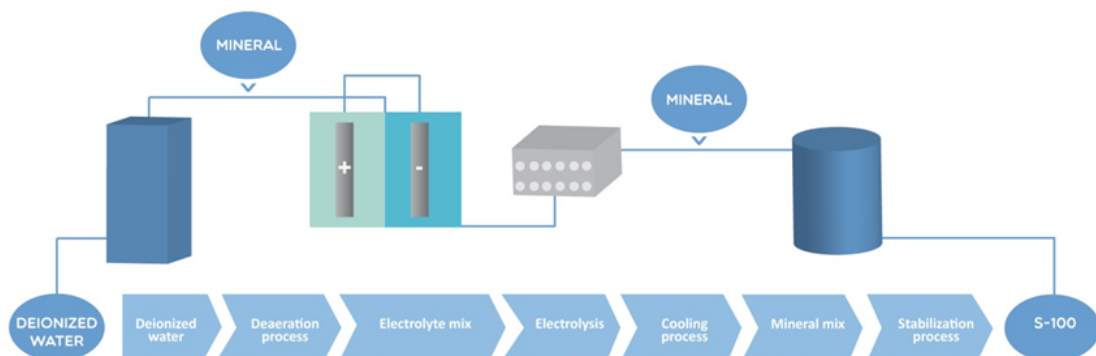 MINERAL
MINERAL
+
-
DEIONIZED
WATER
Deionized
water
Deaeration
process
Electrolyte mix
Electrolysis
Cooling
process
Mineral mix
Stabilization
process
S-100